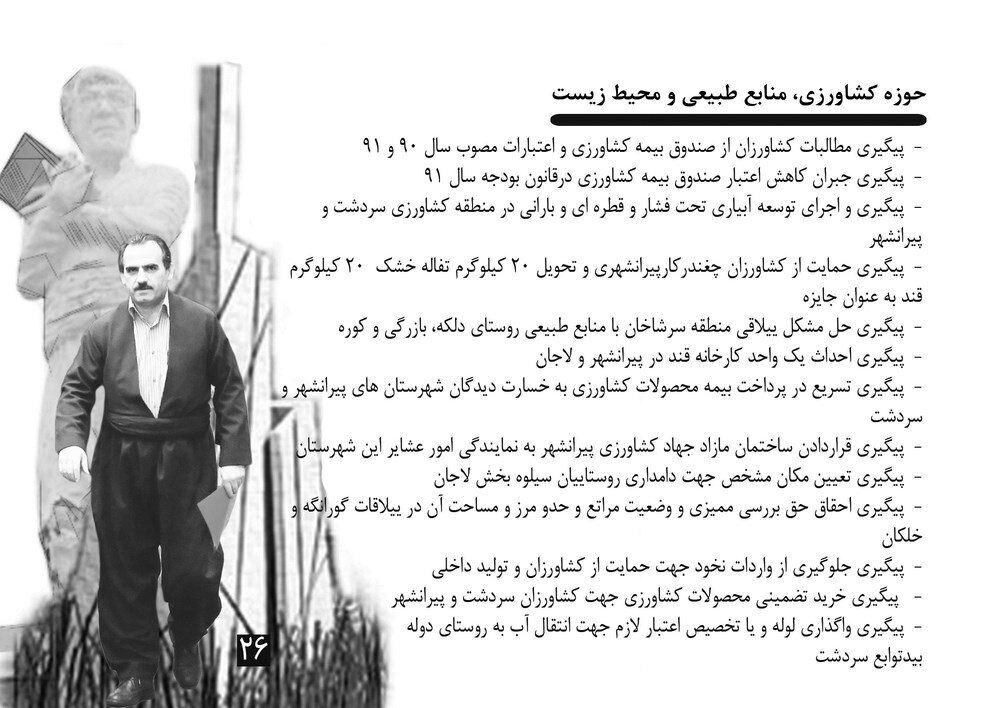 حوزه کشاورزی، منابع طبیعی و محیط زیست
- پیگیری مطالبات کشاورزان از صندوق بیمه کشاورزی و اعتبارات مصوب سال ۹۰ و ۹۱
- پیگیری جبران کاهش اعتبار صندوق بیمه کشاورزی درقانون بودجه سال ۹۱
- پیگیری و اجرای توسعه آبیاری تحت فشار و قطره ای و بارانی در منطقه کشاورزی سردشت و
پیرانشهر
- پیگیری حمایت از کشاورزان چغندرکارپیرانشهری و تحویل ۲۰ کیلوگرم تفاله خشک ۲۰ کیلوگرم
قند به عنوان جایزه
- پیگیری حل مشکل ییلاقی منطقه سرشاخان با منابع طبیعی روستای دلکه، بازرگی و کوره
- پیگیری احداث یک واحد کارخانه قند در پیرانشهر و لاجان
- پیگیری تسریع در پرداخت بیمه محصولات کشاورزی به خسارت دیدگان شهرستان های پیرانشهر و
سردشت
- پیگیری قراردادن ساختمان مازاد جهاد کشاورزی پیرانشهر به نمایندگی امور عشایر این شهرستان
- پیگیری تعیین مکان مشخص جهت دامداری روستاییان سیلوه بخش لاجان
- پیگیری احقاق حق بررسی ممیزی و وضعیت مراتع و حدو مرز و مساحت آن در ییلاقات گورانگه و
خلکان
- پیگیری جلوگیری از واردات نخود جهت حمایت از کشاورزان و تولید داخلی
- پیگیری خرید تضمینی محصولات کشاورزی جهت کشاورزان سردشت و پیرانشهر
- پیگیری واگذاری لوله و یا تخصیص اعتبار لازم جهت انتقال آب به روستای دوله
بیدتوابع سردشت
۲۶